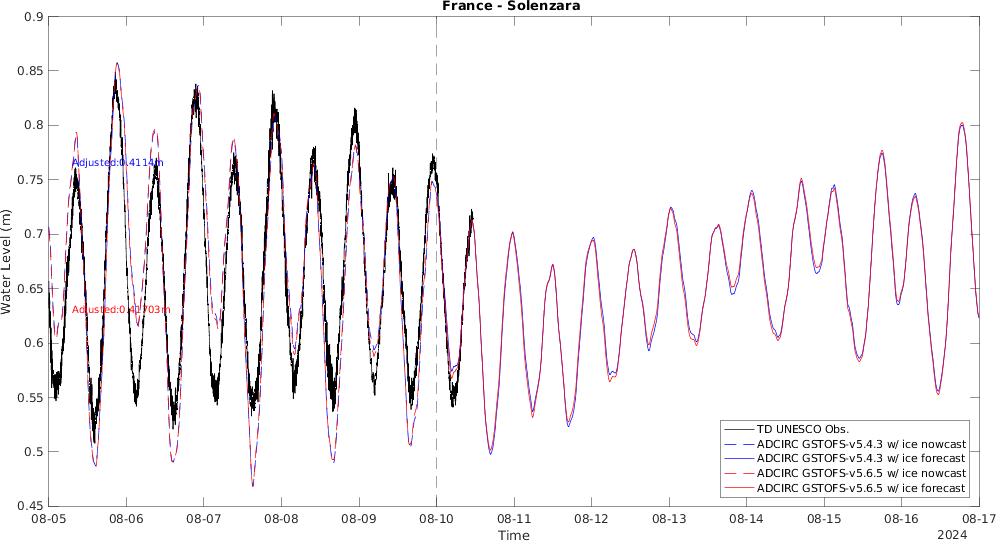 France - Solenzara
0.9
0.85
0.8
0.75
0.7
0.65
0.6
0.55
0.5
0.45
Water Level (m)
Adjusted:0.4114m
Adjusted:0.41703m
TD UNESCO Obs.
ADCIRC GSTOFS-v5.4.3 w/ ice nowcast
ADCIRC GSTOFS-v5.4.3 w/ ice forecast
ADCIRC GSTOFS-v5.6.5 w/ ice nowcast
ADCIRC GSTOFS-v5.6.5 w/ ice forecast
08-05 08-06 08-07 08-08 08-09 08-10 08-11 08-12 08-13 08-14 08-15 08-16 08-17
Time
2024